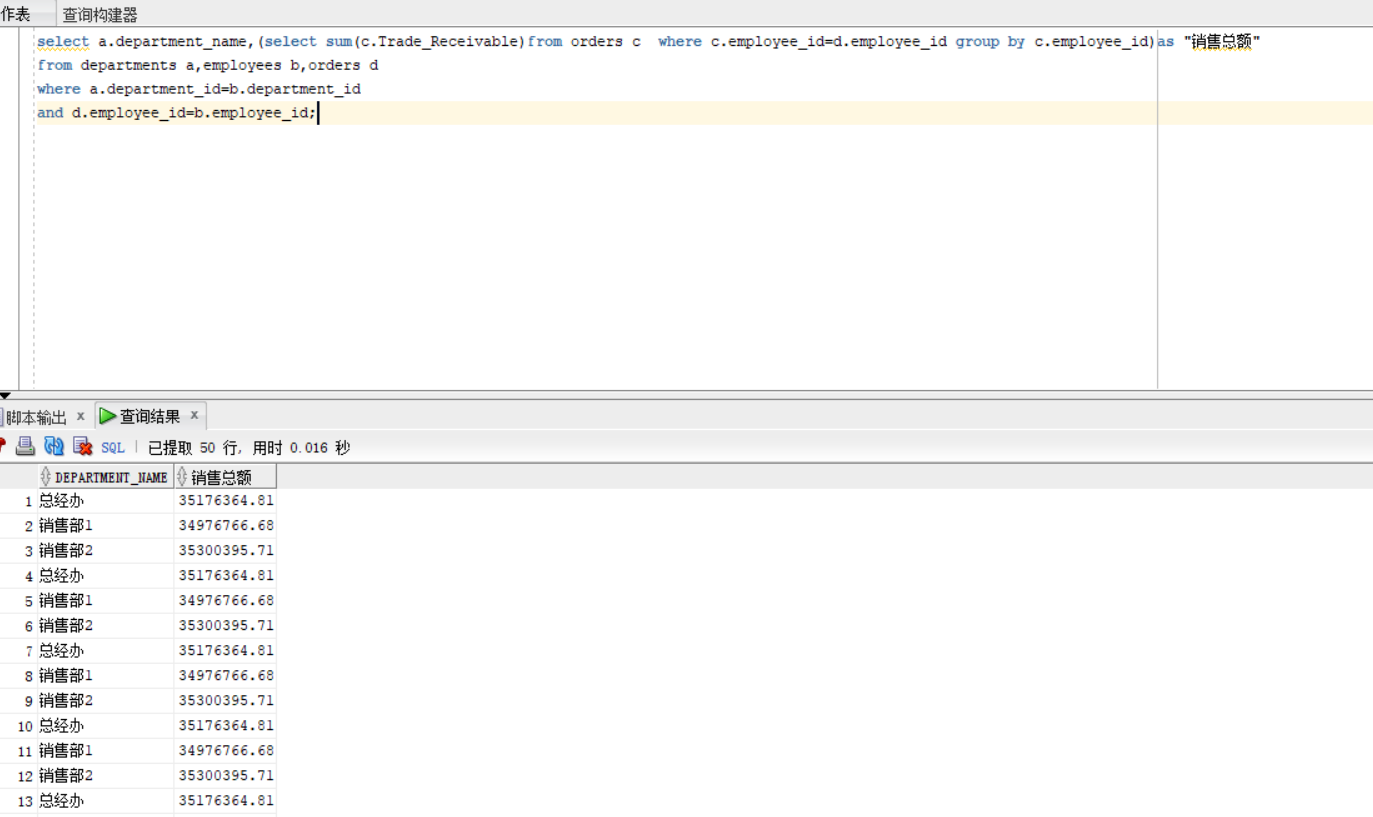 作表 查询构建器
select a.department_name,(select sum(c.Trade_Receivable)from orders c  where c.employee_id=d.employee_id group by c.employee_id)as "销售总额"
from departments a,employees b,orders d
where a.department_id=b.department_id
and d.employee_id=b.employee_id;
脚本输出 x 查询结果 x
SQL | 已提取 50 行, 用时 0.016 秒
DEPARTMENT_NAME 销售总额
1 总经办 35176364.81
2 销售部1 34976766.68
3 销售部2 35300395.71
4 总经办 35176364.81
5 销售部1 34976766.68
6 销售部2 35300395.71
7 总经办 35176364.81
8 销售部1 34976766.68
9 销售部2 35300395.71
10 总经办 35176364.81
11 销售部1 34976766.68
12 销售部2 35300395.71
13 总经办 35176364.81